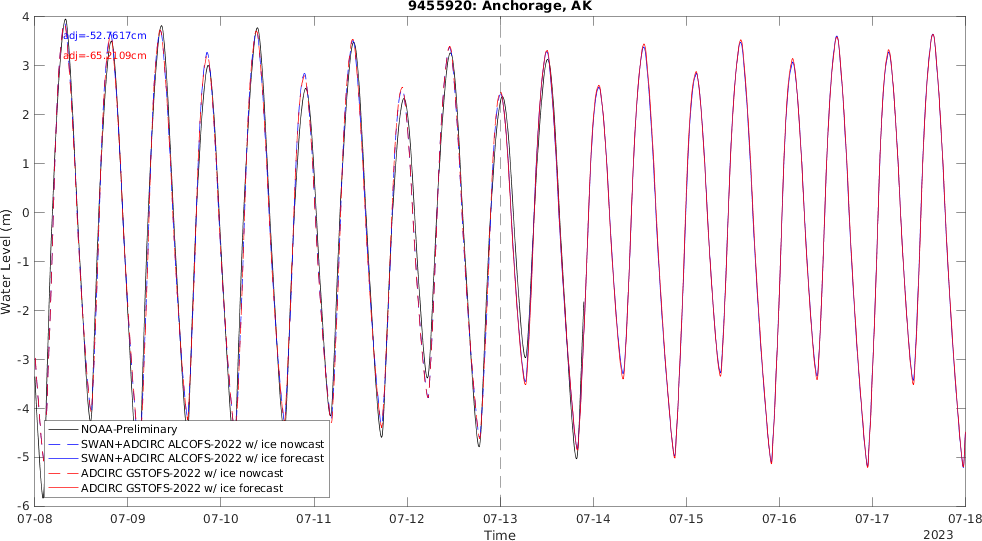 9455920: Anchorage, AK
adj=-52.7617cm
adj=-65.2109cm
4
3
2
1
0
-1
-2
-3
-4
-5
-6
Water Level (m)
NOAA-Preliminary
SWAN+ADCIRC ALCOFS-2022 w/ ice nowcast
SWAN+ADCIRC ALCOFS-2022 w/ ice forecast
ADCIRC GSTOFS-2022 w/ ice nowcast
ADCIRC GSTOFS-2022 w/ ice forecast
07-08 07-09 07-10 07-11 07-12 07-13 07-14 07-15 07-16 07-17 07-18
Time
2023